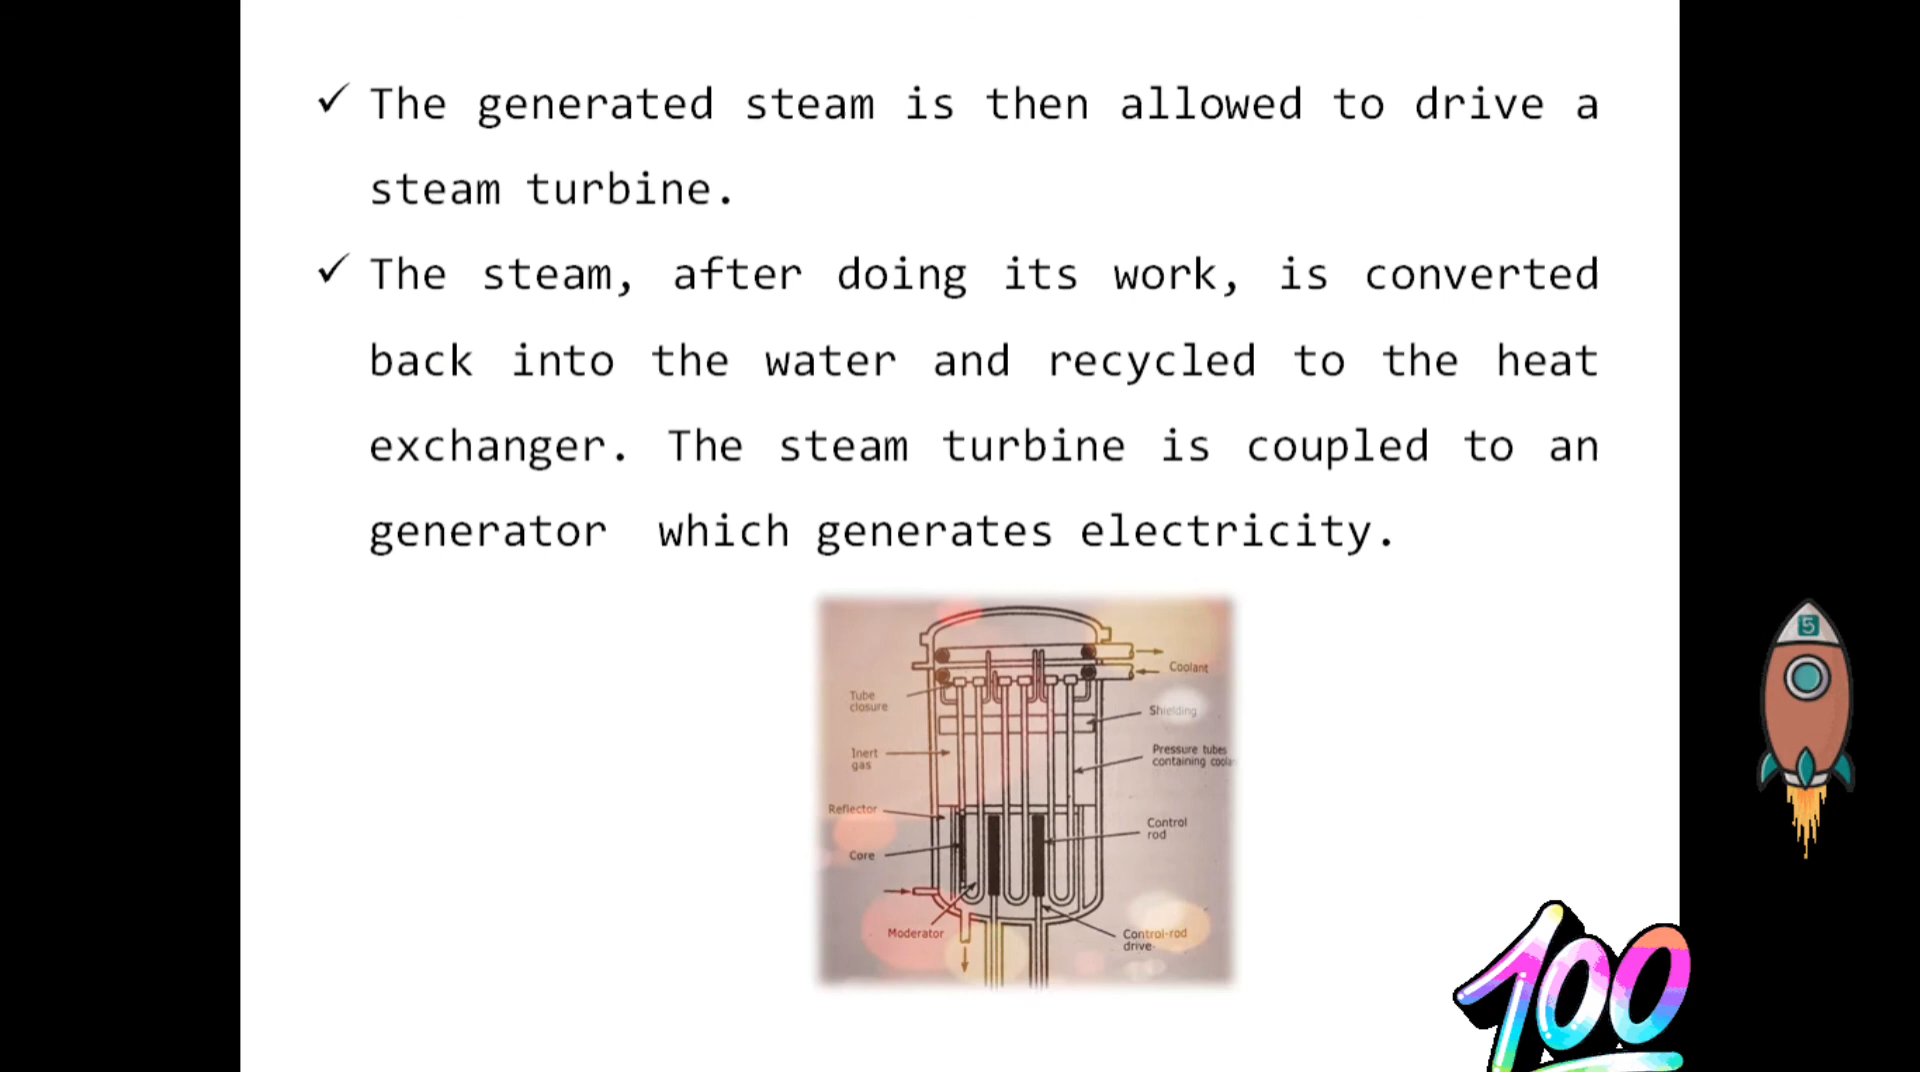 ✓ The generated steam is then allowed to drive a
steam turbine.
✓ The steam, after doing its work, is converted
back into the water and recycled to the heat
exchanger. The steam turbine is coupled to an
generator which generates electricity.
Coolant
Tube
closure
Shielding
Inert
gas
Pressure tubes
containing
Reflector
Control
rod
Core
Moderator
Control-rod
drive
5
100